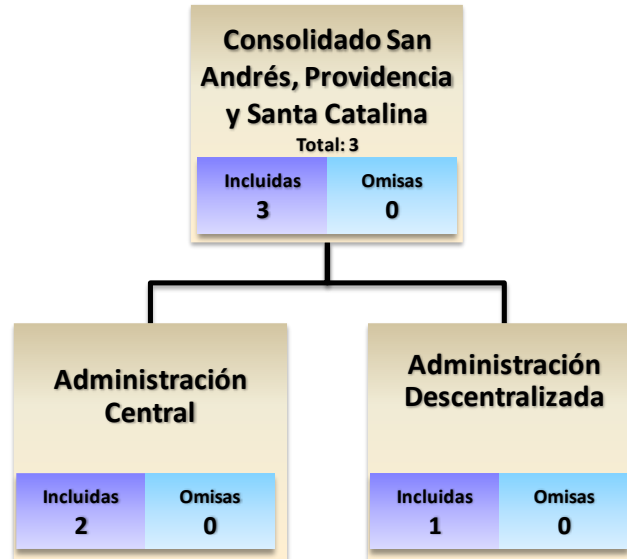 Consolidado San
Andrés, Providencia
y Santa Catalina
Total: 3
Incluidas Omisas
3 0
Administración
Central
Incluidas Omisas
2 0
Administración
Descentralizada
Incluidas Omisas
1 0